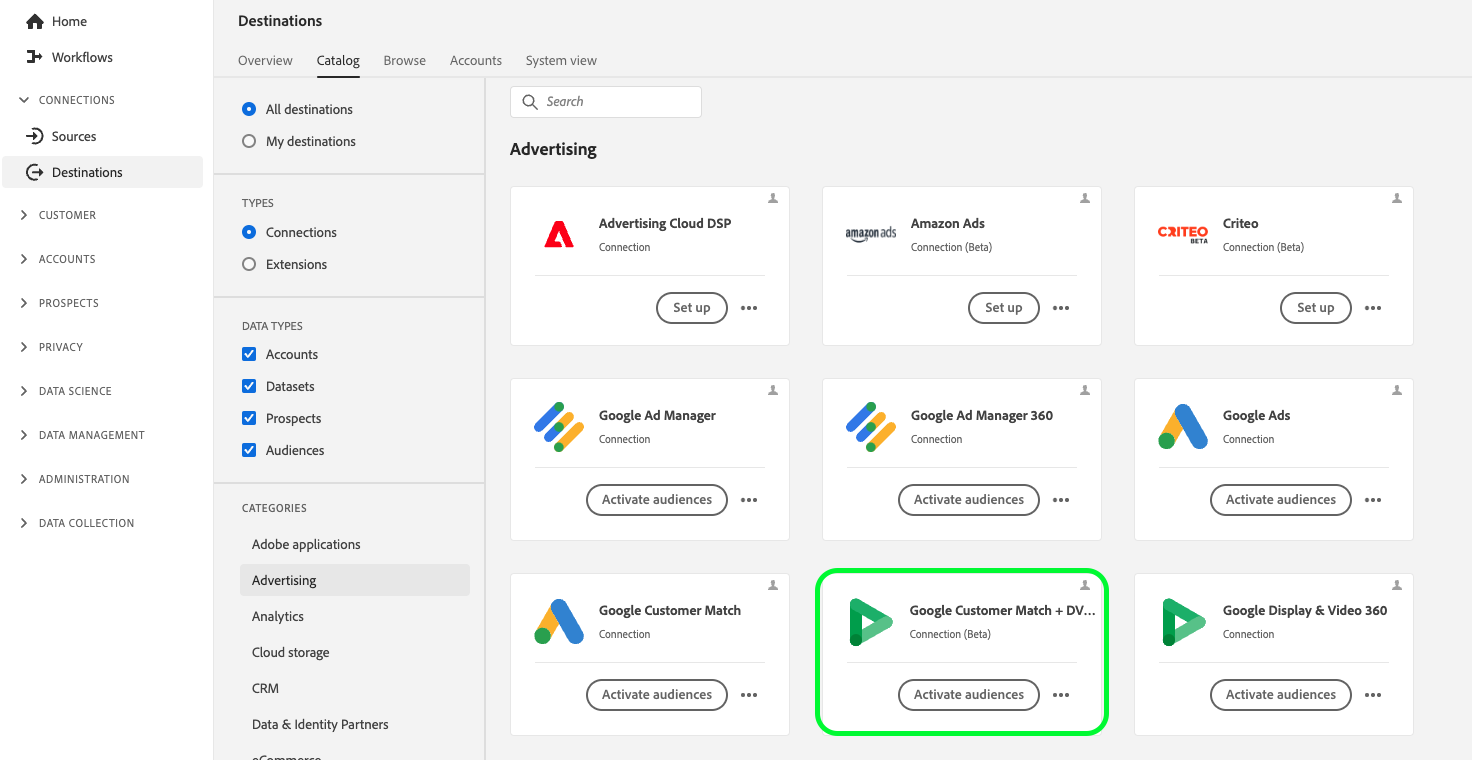 Home
Workflows
CONNECTIONS
Sources
Destinations
CUSTOMER
ACCOUNTS
PROSPECTS
PRIVACY
DATA SCIENCE
DATA MANAGEMENT
ADMINISTRATION
DATA COLLECTION
Destinations
Overview Catalog Browse Accounts System view
All destinations
My destinations
TYPES
Connections
Extensions
DATA TYPES
Accounts
Datasets
Prospects
Audiences
CATEGORIES
Adobe applications
Advertising
Analytics
Cloud storage
CRM
Data & Identity Partners
eCommerce
Search
Advertising
Advertising Cloud DSP
Connection
Set up
amazon ads
Amazon Ads
Connection (Beta)
Set up
CRITEO
BETA
Criteo
Connection (Beta)
Set up
Google Ad Manager
Connection
Activate audiences
Google Ad Manager 360
Connection
Activate audiences
Google Ads
Connection
Activate audiences
Google Customer Match
Connection
Activate audiences
Google Customer Match + DV...
Connection (Beta)
Activate audiences
Google Display & Video 360
Connection
Activate audiences